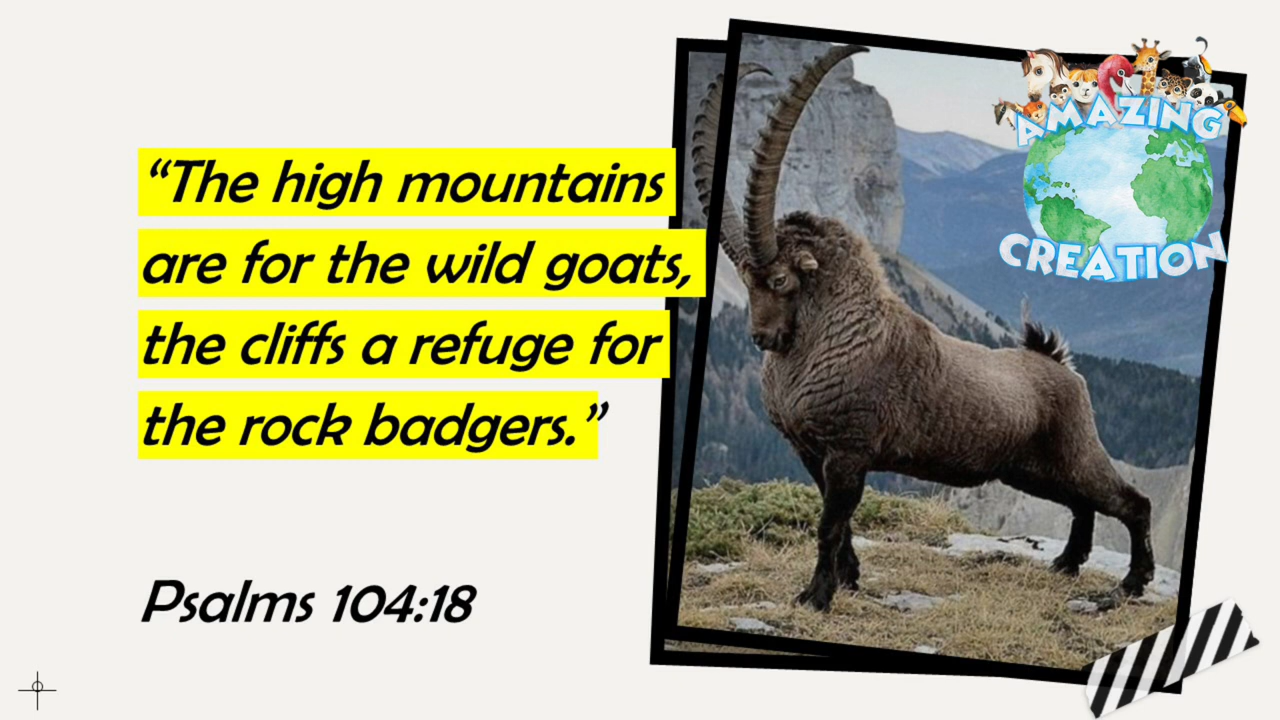 “The high mountains
are for the wild goats,
the cliffs a refuge for
the rock badgers.”
Psalms 104:18
AMAZING
CREATION